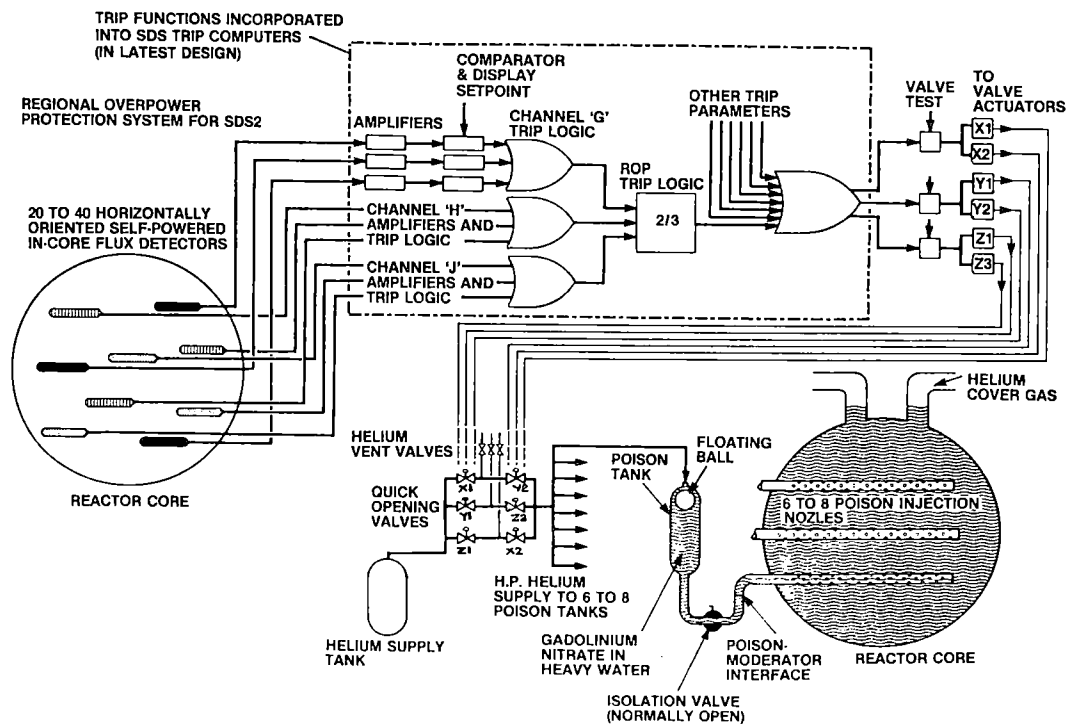 TRIP FUNCTIONS INCORPORATED
INTO SDS TRIP COMPUTERS
(IN LATEST DESIGN)
COMPARATOR
& DISPLAY
SETPOINT
REGIONAL OVERPOWER
PROTECTION SYSTEM FOR SDS2
AMPLIFIERS
CHANNEL 'G'
TRIP LOGIC
OTHER TRIP
PARAMETERS
VALVE
TEST
TO
VALVE
ACTUATORS
X1
X2
Y1
Y2
Z1
Z3
ROP
TRIP LOGIC
2/3
20 TO 40 HORIZONTALLY
ORIENTED SELF-POWERED
IN-CORE FLUX DETECTORS
CHANNEL 'H'
AMPLIFIERS AND
TRIP LOGIC
CHANNEL 'J'
AMPLIFIERS AND
TRIP LOGIC
REACTOR CORE
HELIUM
VENT VALVES
QUICK
OPENING
VALVES
X1
Y2
Y1
Z2
Z1
X2
HELIUM SUPPLY
TANK
H.P. HELIUM
SUPPLY TO 6 TO 8
POISON TANKS
POISON
TANK
FLOATING
BALL
HELIUM
COVER GAS
6 TO 8 POISON INJECTION
NOZZLES
GADOLINIUM
NITRATE IN
HEAVY WATER
POISON-
MODERATOR
INTERFACE
REACTOR CORE
ISOLATION VALVE
(NORMALLY OPEN)